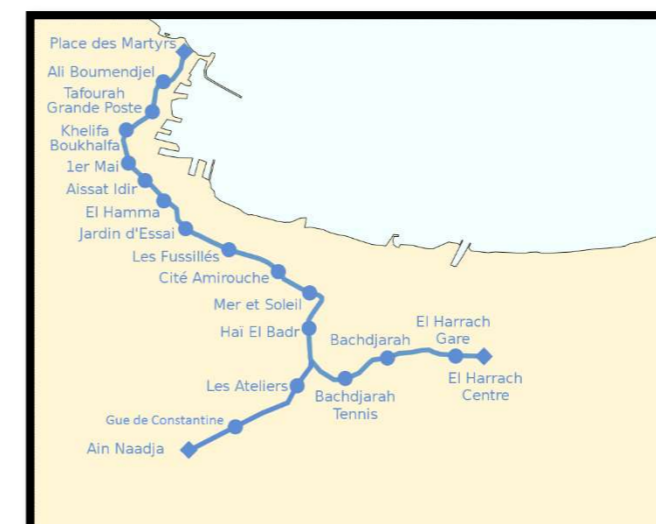 Place des Martyrs
Ali Boumendjel
Tafourah
Grande Poste
Khelifa
Boukhalfa
1er Mai
Aissat Idir
El Hamma
Jardin d'Essai
Les Fussillés
Cité Amirouche
Mer et Soleil
Haï El Badr
Bachdjarah
El Harrach
Gare
El Harrach
Centre
Bachdjarah
Tennis
Les Ateliers
Gue de Constantine
Ain Naadja